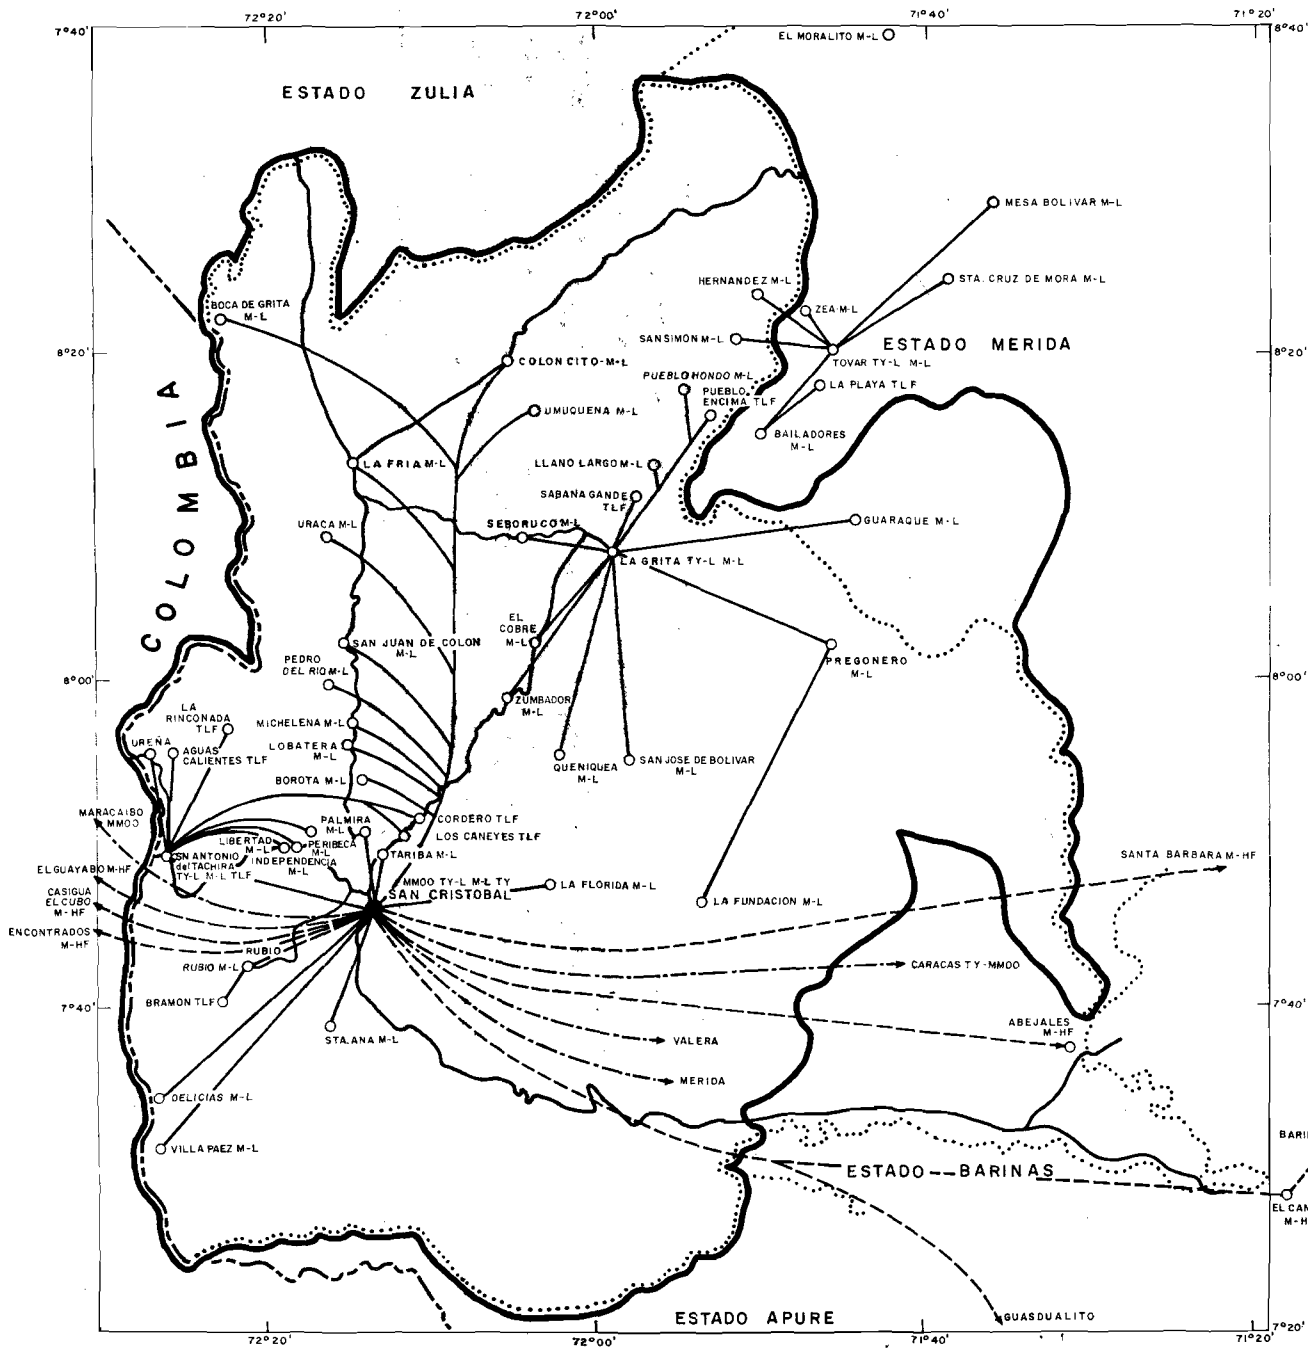 72°20'
72°00'
71°40'
71°20'
7°40'
8°40'
EL MORALITO M-L
ESTADO ZULIA
MESA BOLIVAR M-L
HERNANDEZ M-L
STA. CRUZ DE MORA M-L
BOCA DE GRITA
M-L
ZEA M-L
SAN SIMON M-L
ESTADO MERIDA
8°20'
COLONCITO-M-L
TOVAR TY-L M-L
8°20'
PUEBLO HONDO M-L
PUEBLO
ENCIMA TLF
LA PLAYA TLF
UMUQUENA M-L
BAILADORES
M-L
COLOMBIA
LA FRIA M-L
LLANO LARGO M-L
SABANA GANDE
TLF
URACA M-L
SEBORUCO M-L
GUARAQUE M-L
LA GRITA TY-L M-L
EL
COBRE
M-L
SAN JUAN DE COLON
M-L
PEDRO
DEL RIO M-L
PREGONERO
M-L
8°00'
8°00'
LA
RINCONADA
TLF
ZUMBADOR
M-L
MICHELENA M-L
UREÑA
AGUAS
CALIENTES TLF
LOBATERA
M-L
QUENIQUEA
M-L
SAN JOSE DE BOLIVAR
M-L
BOROTA M-L
MARACAIBO
MMOO
PALMIRA
M-L
CORDERO TLF
LOS CANEYES TLF
LIBERTAD
M-L
PERIBECA
M-L
TARIBA M-L
INDEPENDENCIA
M-L
SN ANTONIO
del TACHIRA
TY-L M-L TLF
SANTA BARBARA M-HF
EL GUAYABO M-HF
MMOO TY-L M-L TY
SAN CRISTOBAL
LA FLORIDA M-L
CASIGUA
EL CUBO
M-HF
LA FUNDACION M-L
ENCONTRADOS
M-HF
RUBIO
RUBIO M-L
CARACAS TY-MMOO
BRAMON TLF
7°40'
7°40'
ABEJALES
M-HF
STA. ANA M-L
VALERA
MERIDA
DELICIAS M-L
VILLA PAEZ M-L
BARI
ESTADO BARINAS
EL CAN
M-H
ESTADO APURE
GUASDUALITO
72°20'
72°00'
71°40'
71°20'
7°20'